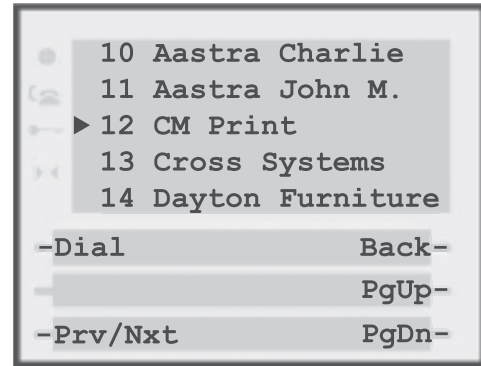 10 Aastra Charlie
11 Aastra John M.
▶ 12 CM Print
13 Cross Systems
14 Dayton Furniture
-Dial Back-
PgUp-
-Prv/Nxt PgDn-